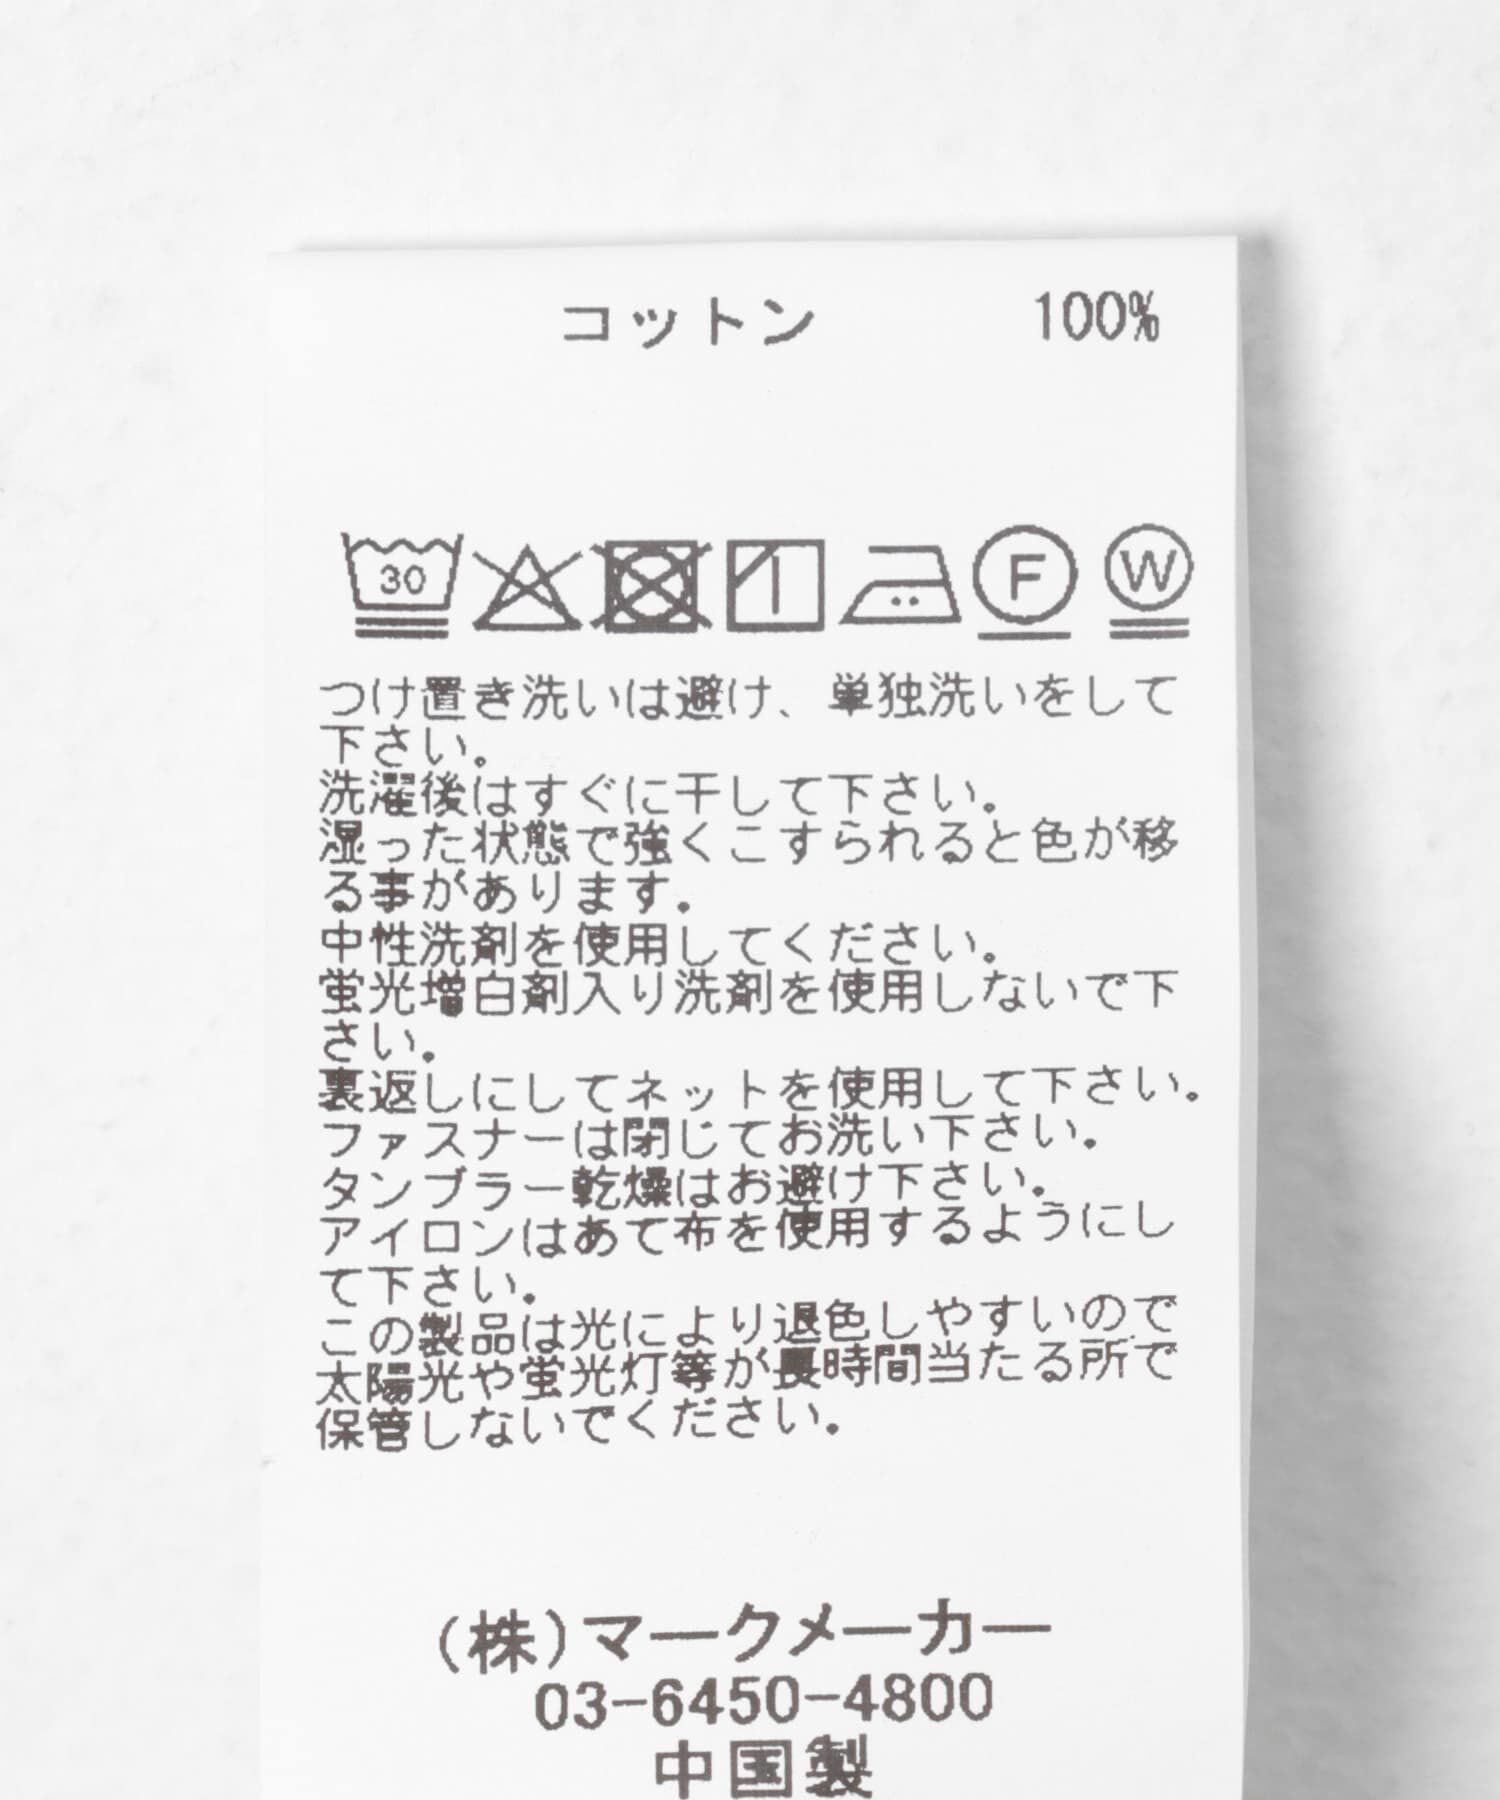 コットン 100%
30 F W
つけ置き洗いは避け、単独洗いをして
下さい。
洗濯後はすぐに干して下さい。
湿った状態で強くこすられると色が移
る事があります。
中性洗剤を使用してください。
蛍光増白剤入り洗剤を使用しないで下
さい。
裏返しにしてネットを使用して下さい。
ファスナーは閉じてお洗い下さい。
タンブラー乾燥はお避け下さい。
アイロンはあて布を使用するようにし
て下さい。
この製品は光により退色しやすいので
太陽光や蛍光灯等が長時間当たる所で
保管しないでください。
(株)マークメーカー
03-6450-4800
中国製